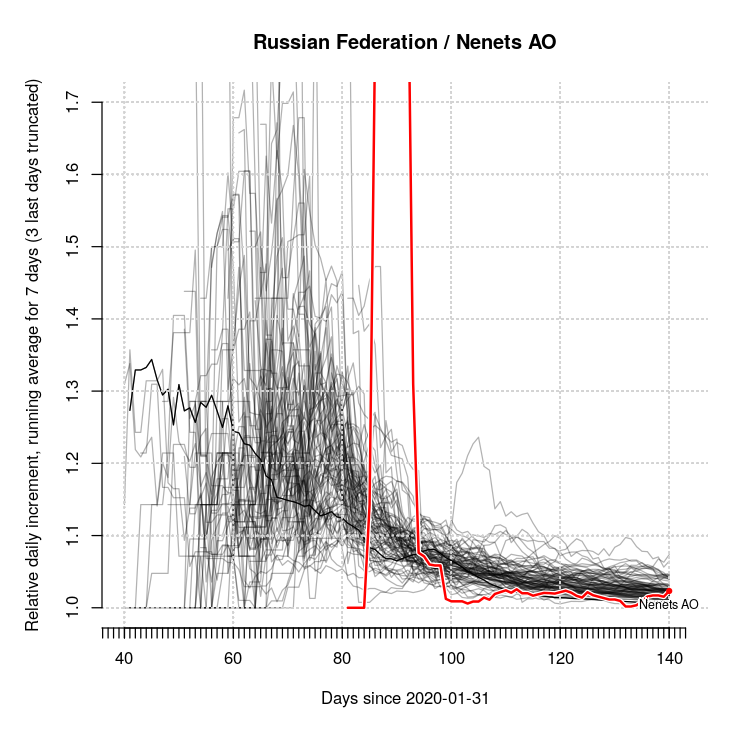 Russian Federation / Nenets AO
Relative daily increment, running average for 7 days (3 last days truncated)
1.7
1.6
1.5
1.4
1.3
1.2
1.1
1.0
Nenets AO
40 60 80 100 120 140
Days since 2020-01-31